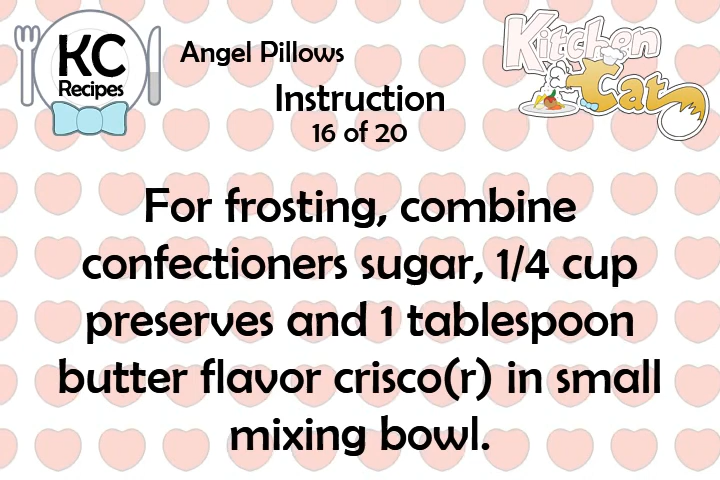 KC
Recipes
Angel Pillows
Kitchen
Cat
Instruction
16 of 20
For frosting, combine
confectioners sugar, 1/4 cup
preserves and 1 tablespoon
butter flavor crisco(r) in small
mixing bowl.